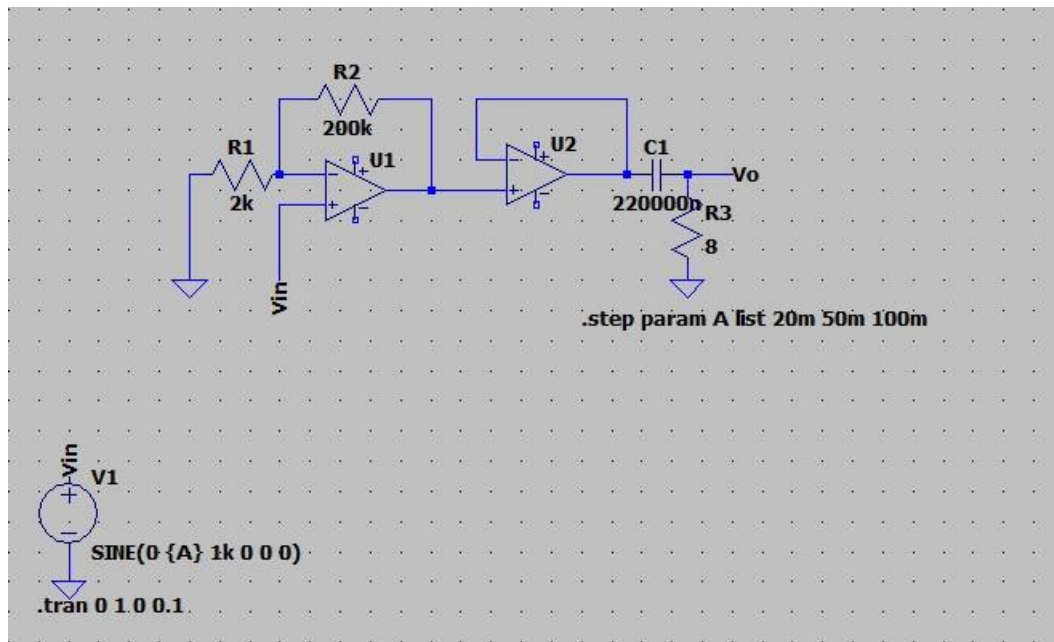 R2
200k
R1
2k
U1
+
−
−
+
Vin
U2
+
−
−
+
C1
220000n
Vo
R3
8
.step param A list 20m 50m 100m
Vin
V1
+
−
SINE(0 {A} 1k 0 0 0)
.tran 0 1 0 0.1